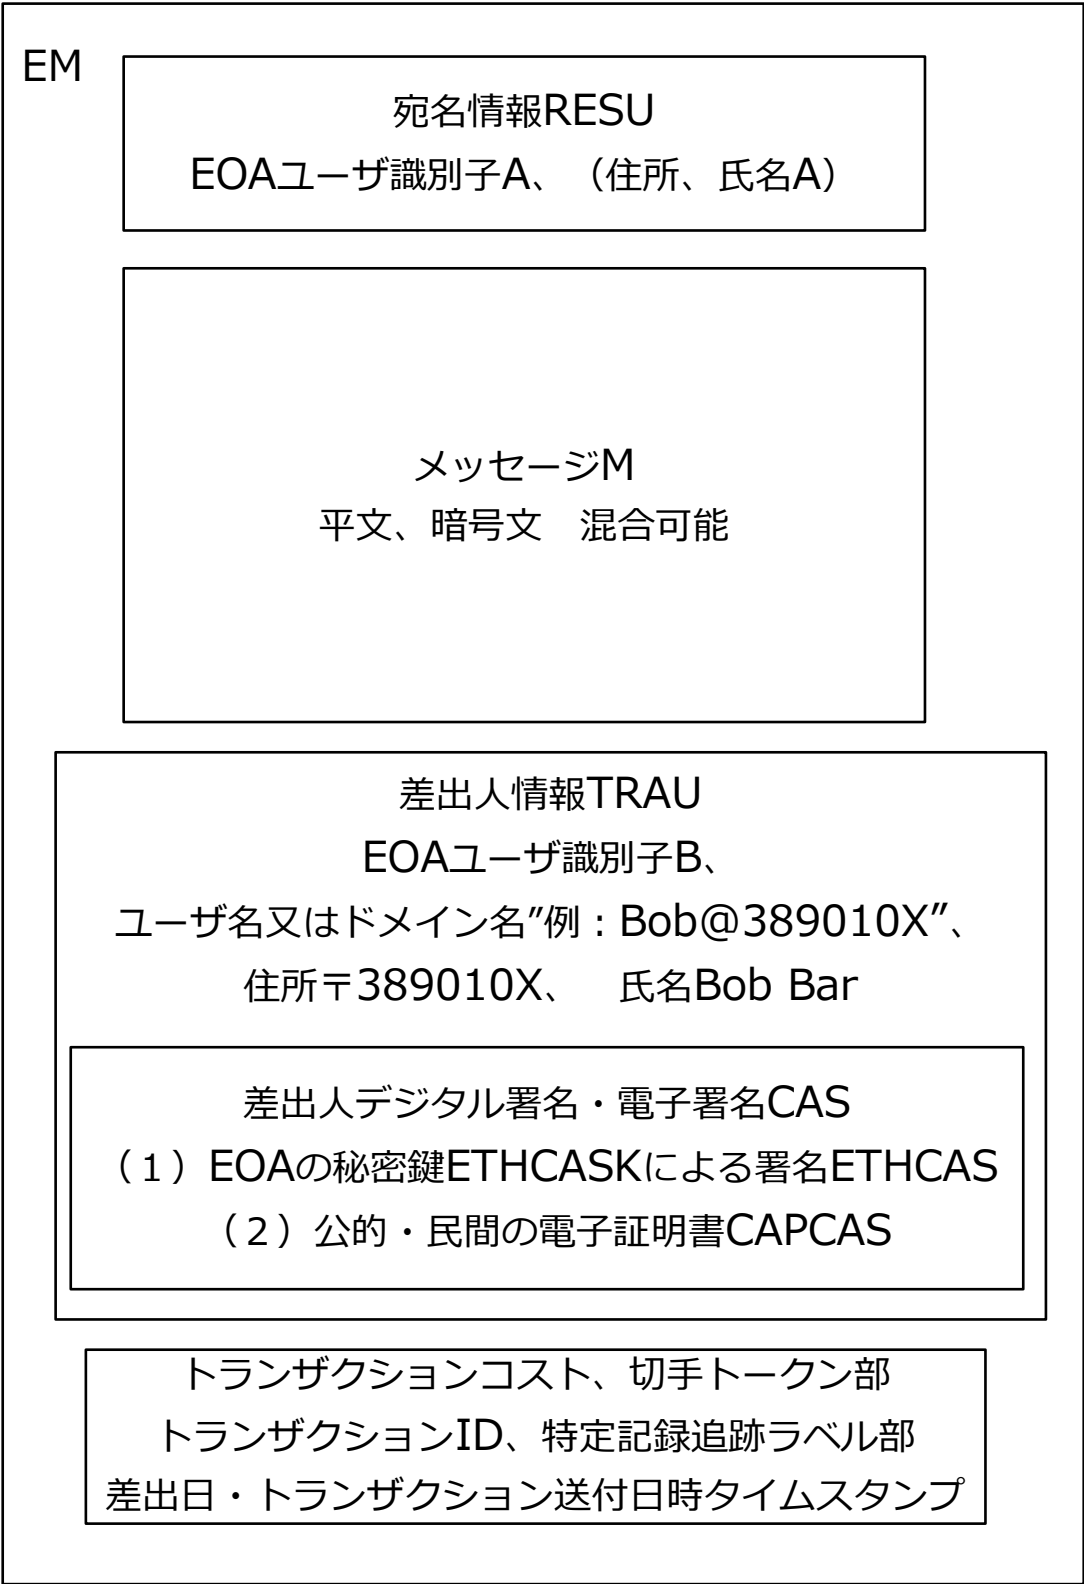 EM
宛名情報RESU
EOAユーザ識別子A、（住所、氏名A）
メッセージM
平文、暗号文　混合可能
差出人情報TRAU
EOAユーザ識別子B、
ユーザ名又はドメイン名”例：Bob@389010X”、
住所〒389010X、　氏名Bob Bar
差出人デジタル署名・電子署名CAS
（１）EOAの秘密鍵ETHCASKによる署名ETHCAS
（２）公的・民間の電子証明書CAPCAS
トランザクションコスト、切手トークン部
トランザクションID、特定記録追跡ラベル部
差出日・トランザクション送付日時タイムスタンプ